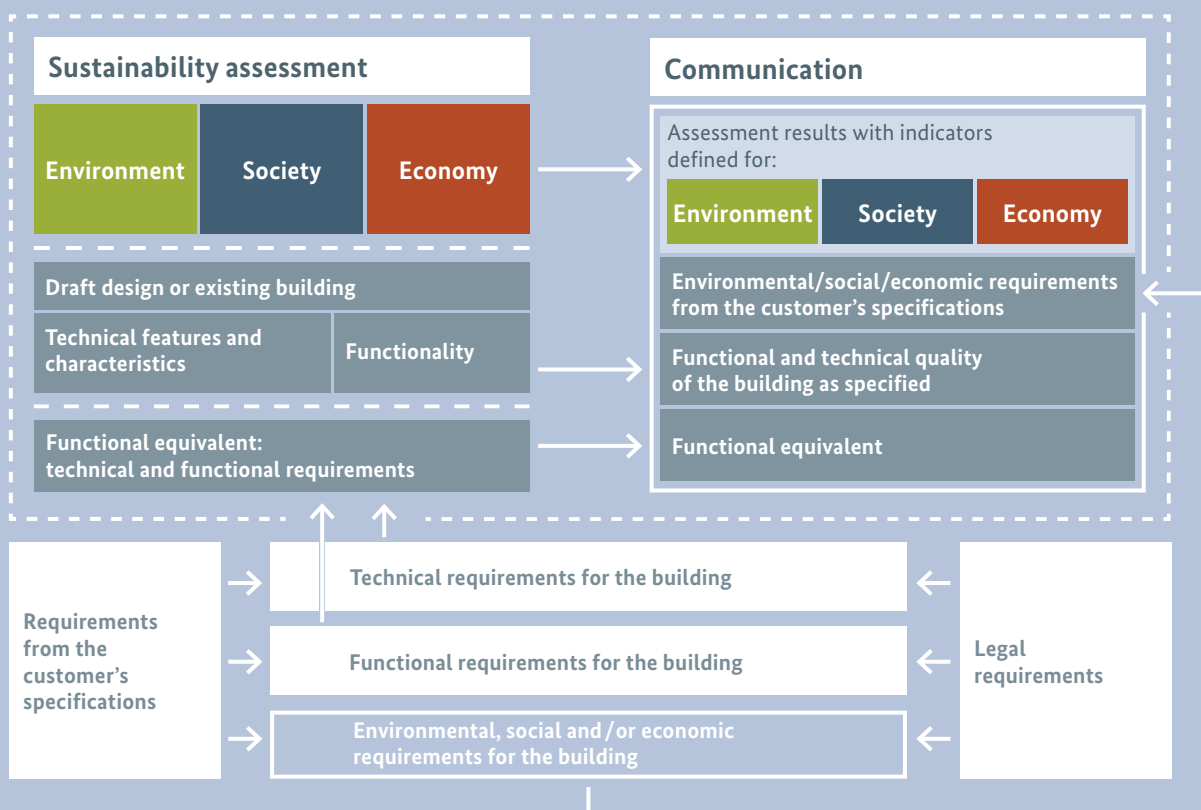 Sustainability assessment
Environment
Society
Economy
Draft design or existing building
Technical features and
characteristics
Functionality
Functional equivalent:
technical and functional requirements
Communication
Assessment results with indicators
defined for:
Environment
Society
Economy
Environmental/social/economic requirements
from the customer’s specifications
Functional and technical quality
of the building as specified
Functional equivalent
Requirements
from the
customer’s
specifications
Technical requirements for the building
Functional requirements for the building
Environmental, social and/or economic
requirements for the building
Legal
requirements